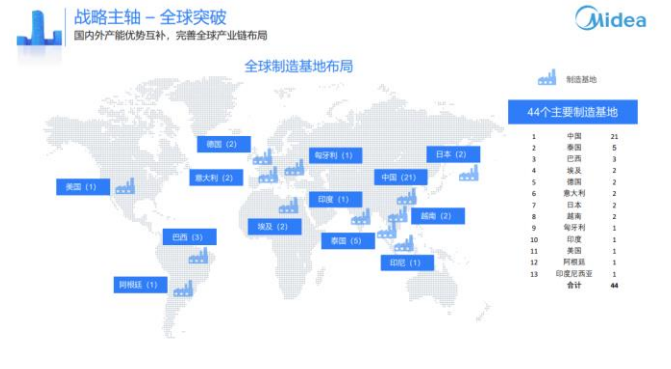 战略主轴 – 全球突破
国内外产能优势互补，完善全球产业链布局
Midea
全球制造基地布局
制造基地
44个主要制造基地
德国（2）
匈牙利（1）
日本（2）
美国（1）
意大利（2）
中国（21）
印度（1）
巴西（3）
埃及（2）
越南（2）
泰国（5）
阿根廷（1）
印尼（1）
1 中国 21
2 泰国 5
3 巴西 3
4 埃及 2
5 德国 2
6 意大利 2
7 日本 2
8 越南 2
9 匈牙利 1
10 印度 1
11 美国 1
12 阿根廷 1
13 印度尼西亚 1
合计 44